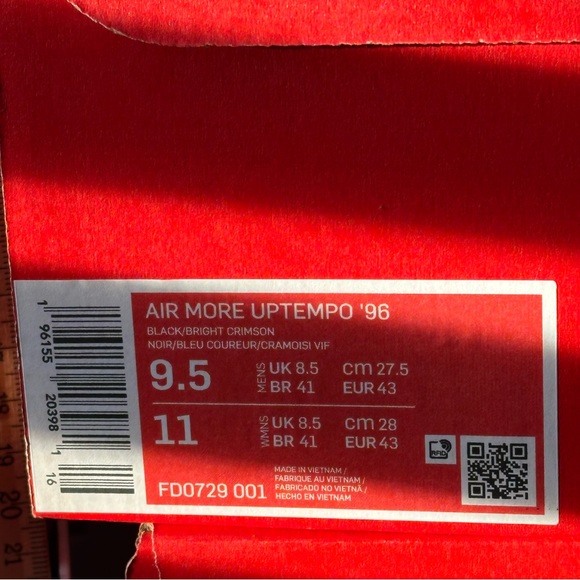 AIR MORE UPTEMPO '96
BLACK/BRIGHT CRIMSON
NOIR/BLEU COUREUR/CRAMOISI VIF
9.5 MENS UK 8.5 cm 27.5
BR 41 EUR 43
11 WMNS UK 8.5 cm 28
BR 41 EUR 43
MADE IN VIETNAM /
FABRIQUE AU VIETNAM /
FABRICADO NO VIETNÃ /
HECHO EN VIETNAM
FD0729 001
RFID
1 96155 20398 1 16
19
20
21